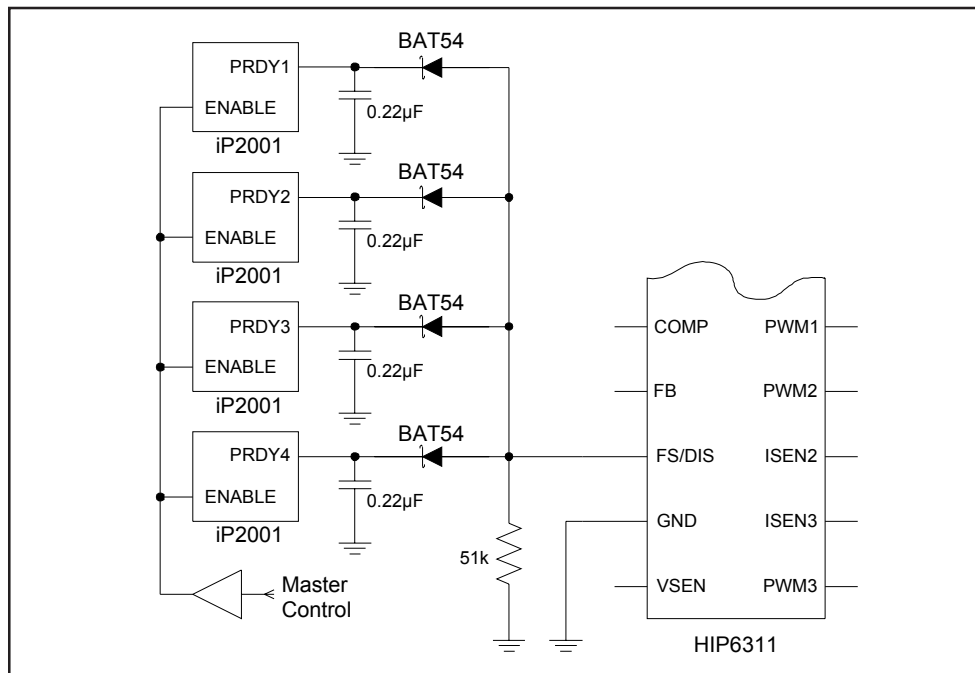 BAT54
PRDY1
ENABLE
0.22µF
iP2001
BAT54
PRDY2
ENABLE
0.22µF
iP2001
BAT54
PRDY3
ENABLE
0.22µF
iP2001
BAT54
PRDY4
ENABLE
0.22µF
iP2001
Master
Control
51k
COMP PWM1
FB PWM2
FS/DIS ISEN2
GND ISEN3
VSEN PWM3
HIP6311